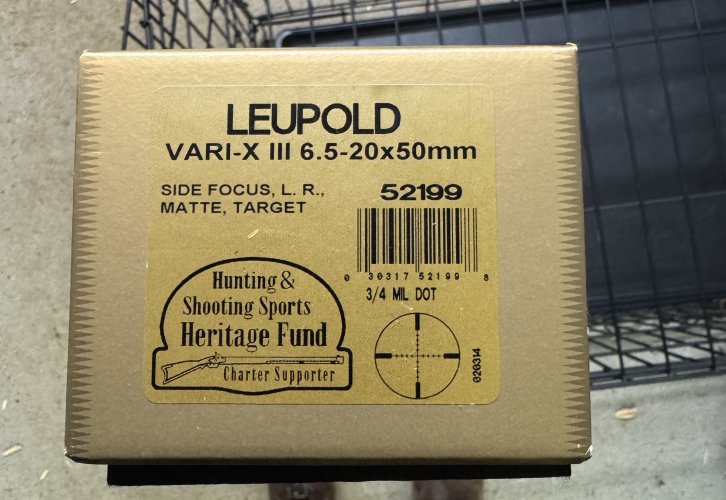 LEUPOLD
VARI-X III 6.5-20x50mm
SIDE FOCUS, L. R.,
MATTE, TARGET
52199
0 30317 52199 8
3/4 MIL DOT
Hunting &
Shooting Sports
Heritage Fund
Charter Supporter
020314